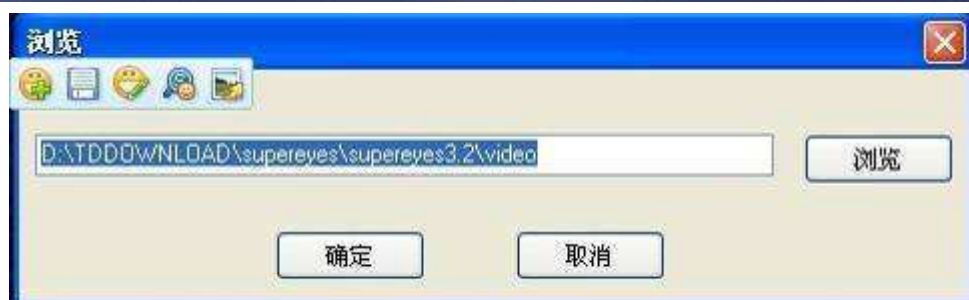 浏览
D:\TDDOWNLOAD\supereyes\supereyes3.2\video
浏览
确定
取消